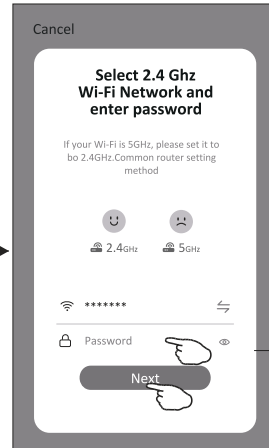 Cancel
Select 2.4 Ghz
Wi-Fi Network and
enter password
If your Wi-Fi is 5GHz, please set it to
bo 2.4GHz.Common router setting
method
2.4GHz 5GHz
*******
Password
Next